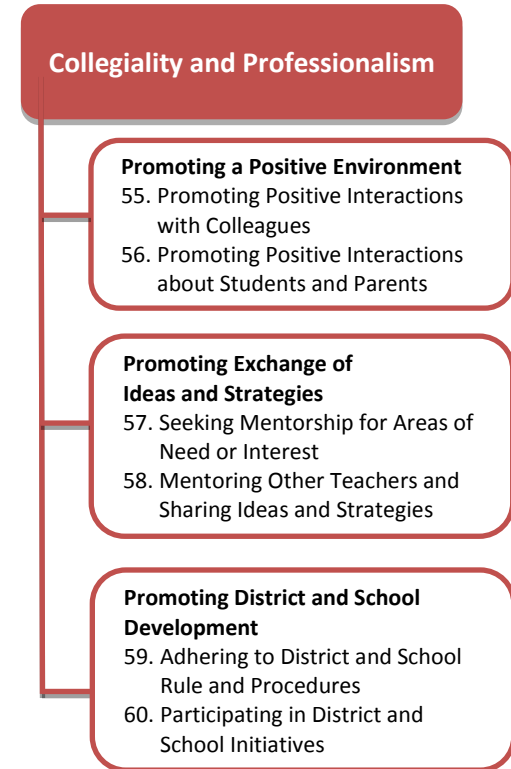 Collegiality and Professionalism
Promoting a Positive Environment
55. Promoting Positive Interactions
with Colleagues
56. Promoting Positive Interactions
about Students and Parents
Promoting Exchange of
Ideas and Strategies
57. Seeking Mentorship for Areas of
Need or Interest
58. Mentoring Other Teachers and
Sharing Ideas and Strategies
Promoting District and School
Development
59. Adhering to District and School
Rule and Procedures
60. Participating in District and
School Initiatives